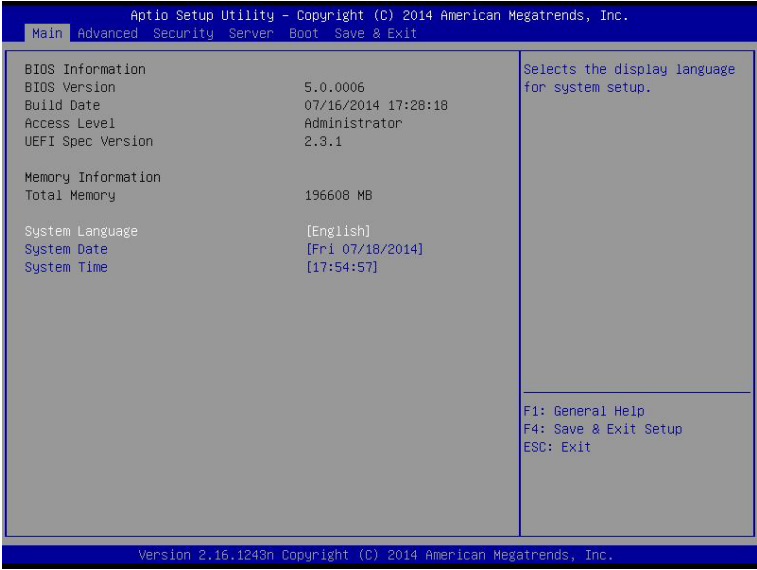 Aptio Setup Utility – Copyright (C) 2014 American Megatrends, Inc.
Main Advanced Security Server Boot Save & Exit
BIOS Information
BIOS Version 5.0.0006
Build Date 07/16/2014 17:28:18
Access Level Administrator
UEFI Spec Version 2.3.1
Memory Information
Total Memory 196608 MB
System Language [English]
System Date [Fri 07/18/2014]
System Time [17:54:57]
Selects the display language
for system setup.
F1: General Help
F4: Save & Exit Setup
ESC: Exit
Version 2.16.1243n Copyright (C) 2014 American Megatrends, Inc.